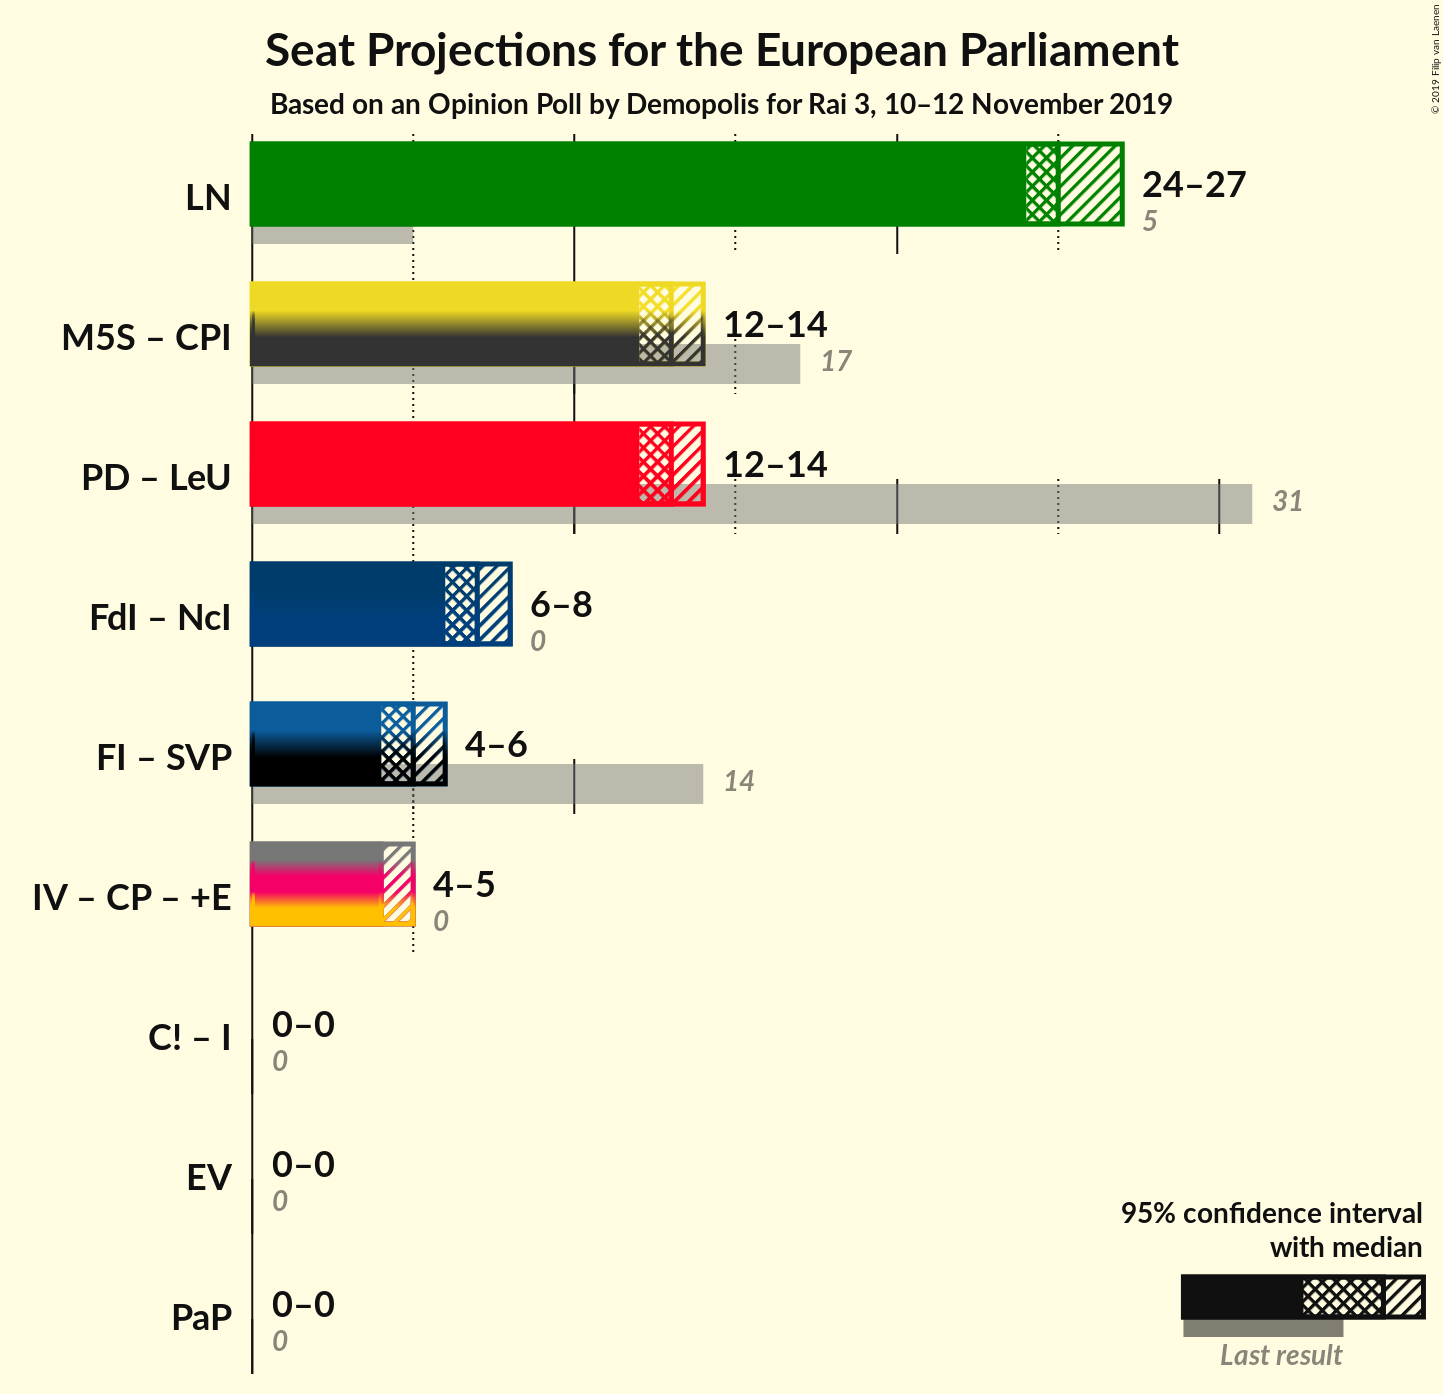 Seat Projections for the European Parliament
Based on an Opinion Poll by Demopolis for Rai 3, 10–12 November 2019
© 2019 Filip van Laenen
LN
24–27
5
M5S – CPI
12–14
17
PD – LeU
12–14
31
FdI – NcI
6–8
0
FI – SVP
4–6
14
IV – CP – +E
4–5
0
C! – I
0–0
0
EV
0–0
0
PaP
0–0
0
95% confidence interval
with median
Last result